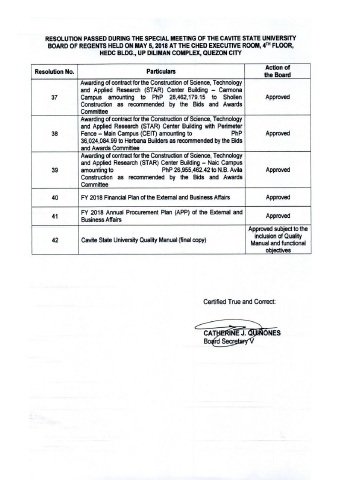 RESOLUTION PASSED DURING THE SPECIAL MEETING OF THE CAVITE STATE UNIVERSITY
BOARD OF REGENTS HELD ON MAY 5, 2018 AT THE CHED EXECUTIVE ROOM, 4TH FLOOR,
HEDC BLDG., UP DILIMAN COMPLEX, QUEZON CITY
Resolution No. Particulars Action of the Board
37
Awarding of contract for the Construction of Science, Technology
and Applied Research (STAR) Center Building – Carmona
Campus amounting to PhP 28,462,179.15 to Shollen
Construction as recommended by the Bids and Awards
Committee
Approved
38
Awarding of contract for the Construction of Science, Technology
and Applied Research (STAR) Center Building with Perimeter
Fence – Main Campus (CEIT) amounting to PhP
36,024,084.99 to Herbana Builders as recommended by the Bids
and Awards Committee
Approved
39
Awarding of contract for the Construction of Science, Technology
and Applied Research (STAR) Center Building – Naic Campus
amounting to PhP 26,955,462.42 to N.B. Avila
Construction as recommended by the Bids and Awards
Committee
Approved
40 FY 2018 Financial Plan of the External and Business Affairs Approved
41
FY 2018 Annual Procurement Plan (APP) of the External and
Business Affairs
Approved
42 Cavite State University Quality Manual (final copy)
Approved subject to the
inclusion of Quality
Manual and functional
objectives
Certified True and Correct:
CATHERINE J. QUIÑONES
Board Secretary V